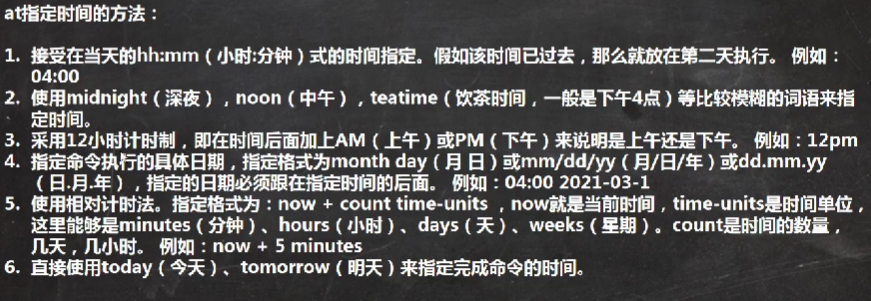 at指定时间的方法：
1. 接受在当天的hh:mm（小时:分钟）式的时间指定。假如该时间已过去，那么就放在第二天执行。 例如：
04:00
2. 使用midnight（深夜），noon（中午），teatime（饮茶时间，一般是下午4点）等比较模糊的词语来指
定时间。
3. 采用12小时计时制，即在时间后面加上AM（上午）或PM（下午）来说明是上午还是下午。 例如：12pm
4. 指定命令执行的具体日期，指定格式为month day（月 日）或mm/dd/yy（月/日/年）或dd.mm.yy
（日.月.年），指定的日期必须跟在指定时间的后面。 例如：04:00 2021-03-1
5. 使用相对计时法。指定格式为：now + count time-units ，now就是当前时间，time-units是时间单位，
这里能够是minutes（分钟）、hours（小时）、days（天）、weeks（星期）。count是时间的数量，
几天，几小时。 例如：now + 5 minutes
6. 直接使用today（今天）、tomorrow（明天）来指定完成命令的时间。